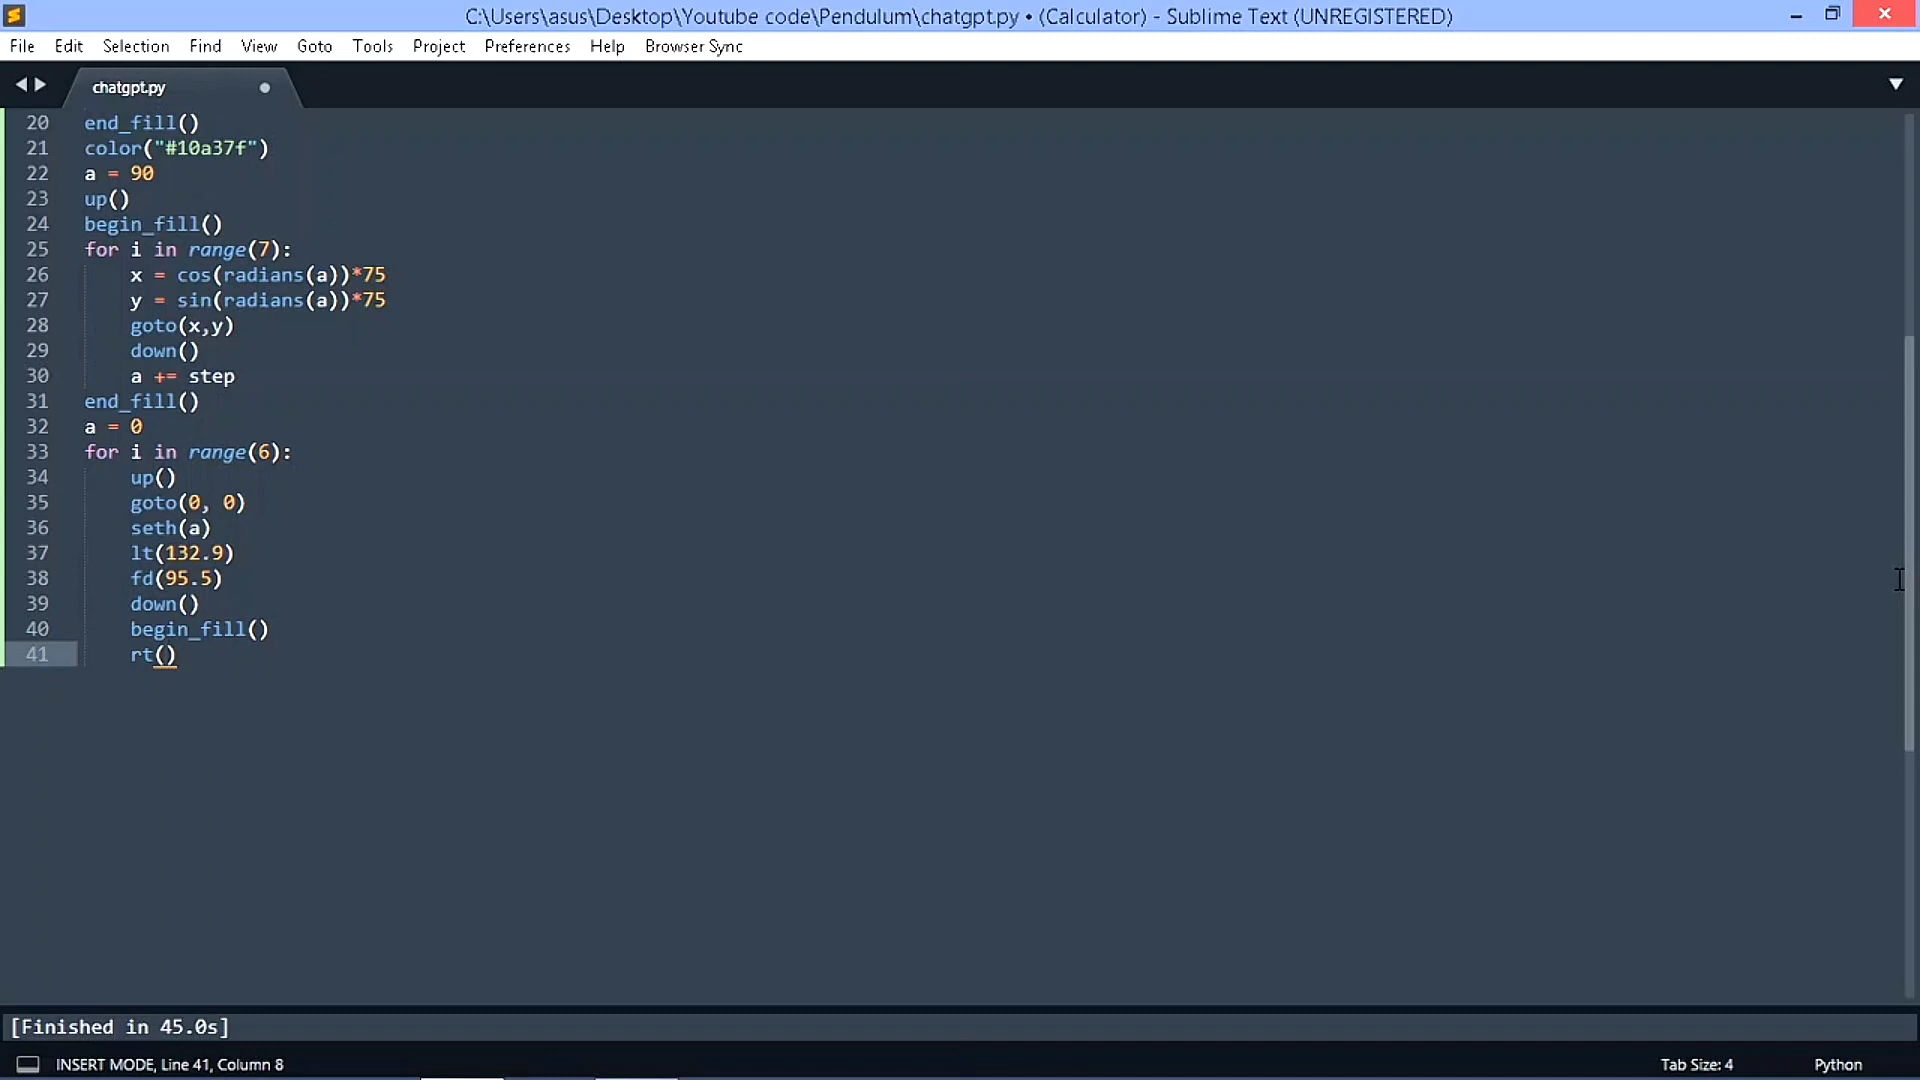 C:\Users\asus\Desktop\Youtube code\Pendulum\chatgpt.py • (Calculator) - Sublime Text (UNREGISTERED)
File Edit Selection Find View Goto Tools Project Preferences Help Browser Sync
chatgpt.py
20 end_fill()
21 color("#10a37f")
22 a = 90
23 up()
24 begin_fill()
25 for i in range(7):
26     x = cos(radians(a))*75
27     y = sin(radians(a))*75
28     goto(x,y)
29     down()
30     a += step
31 end_fill()
32 a = 0
33 for i in range(6):
34     up()
35     goto(0, 0)
36     seth(a)
37     lt(132.9)
38     fd(95.5)
39     down()
40     begin_fill()
41     rt()
[Finished in 45.0s]
INSERT MODE, Line 41, Column 8 Tab Size: 4 Python